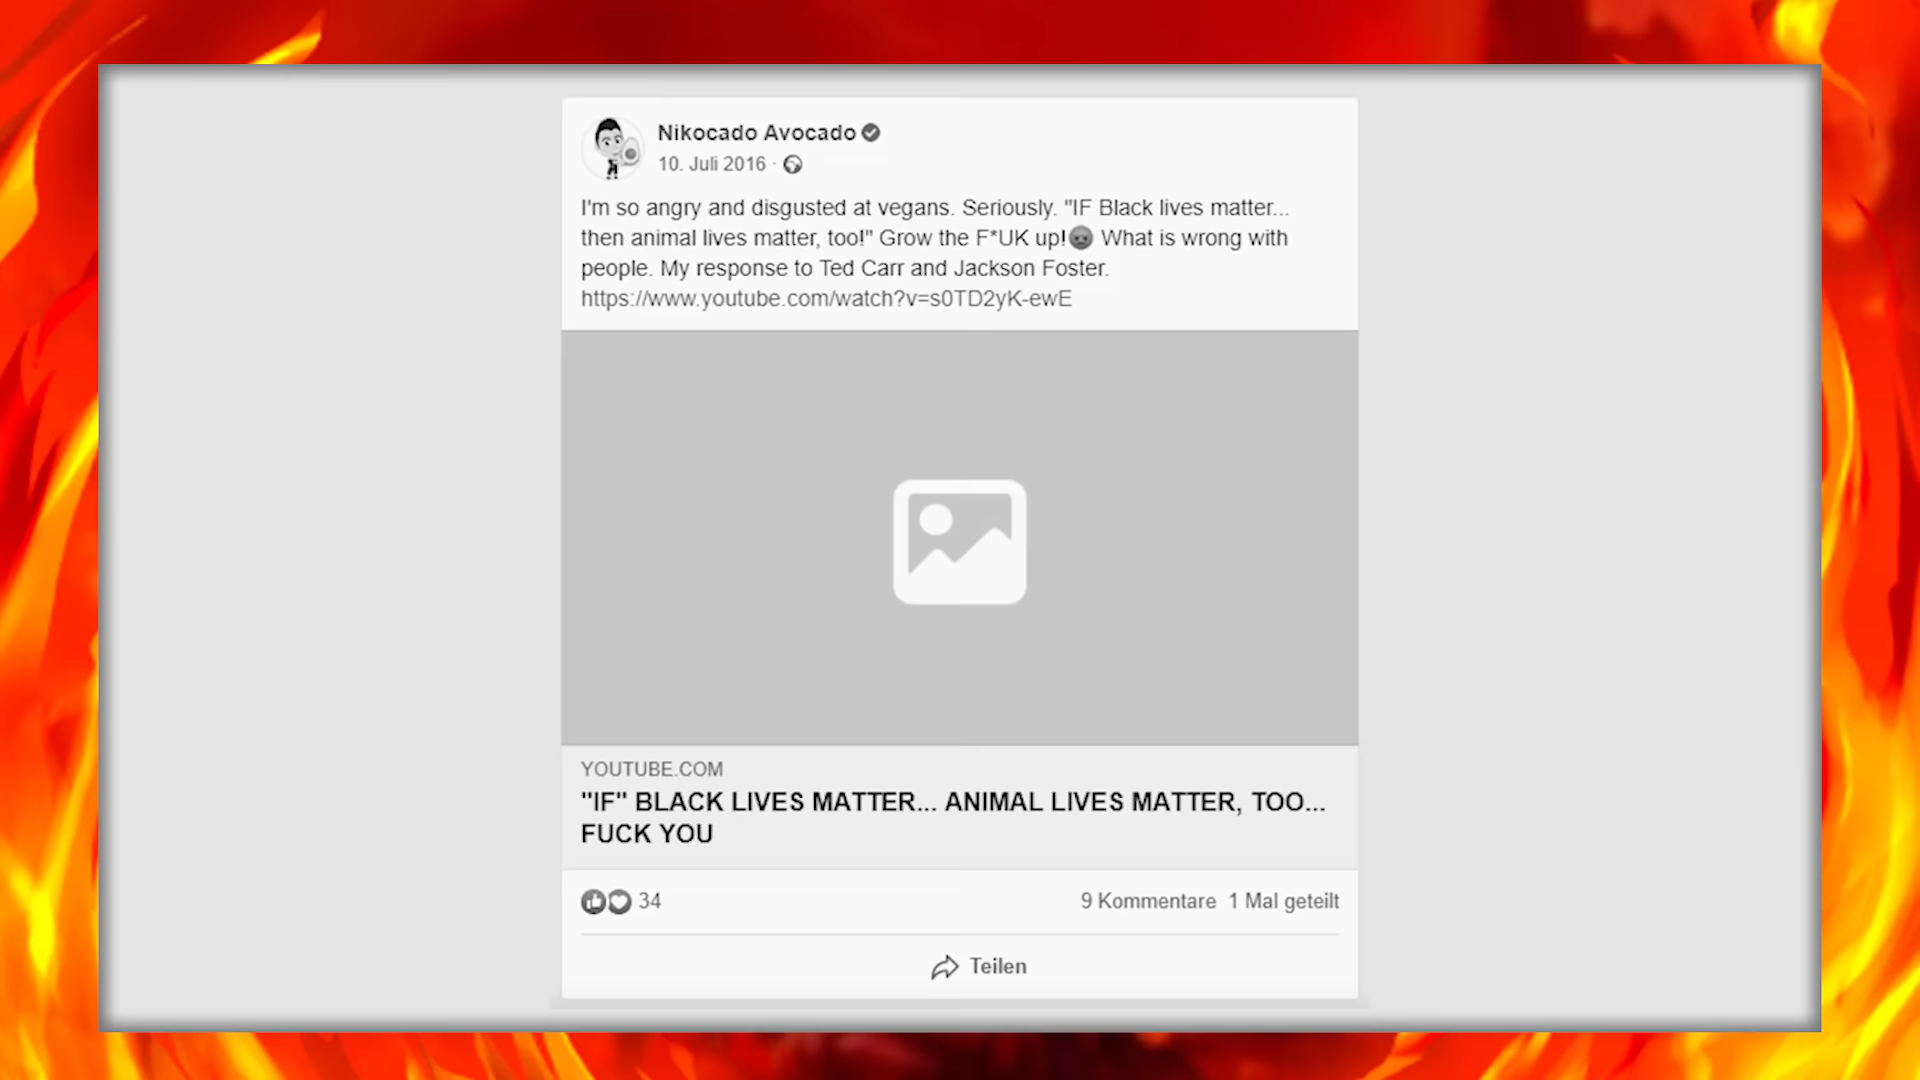 Nikocado Avocado
10. Juli 2016 ·
I'm so angry and disgusted at vegans. Seriously. "IF Black lives matter...
then animal lives matter, too!" Grow the F*UK up!😡 What is wrong with
people. My response to Ted Carr and Jackson Foster.
https://www.youtube.com/watch?v=s0TD2yK-ewE
YOUTUBE.COM
"IF" BLACK LIVES MATTER... ANIMAL LIVES MATTER, TOO...
FUCK YOU
34 9 Kommentare 1 Mal geteilt
Teilen